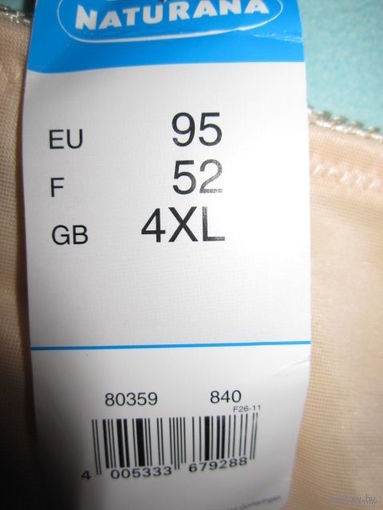 NATURANA
EU 95
F 52
GB 4XL
80359 840
F26-11
4 005333 679288